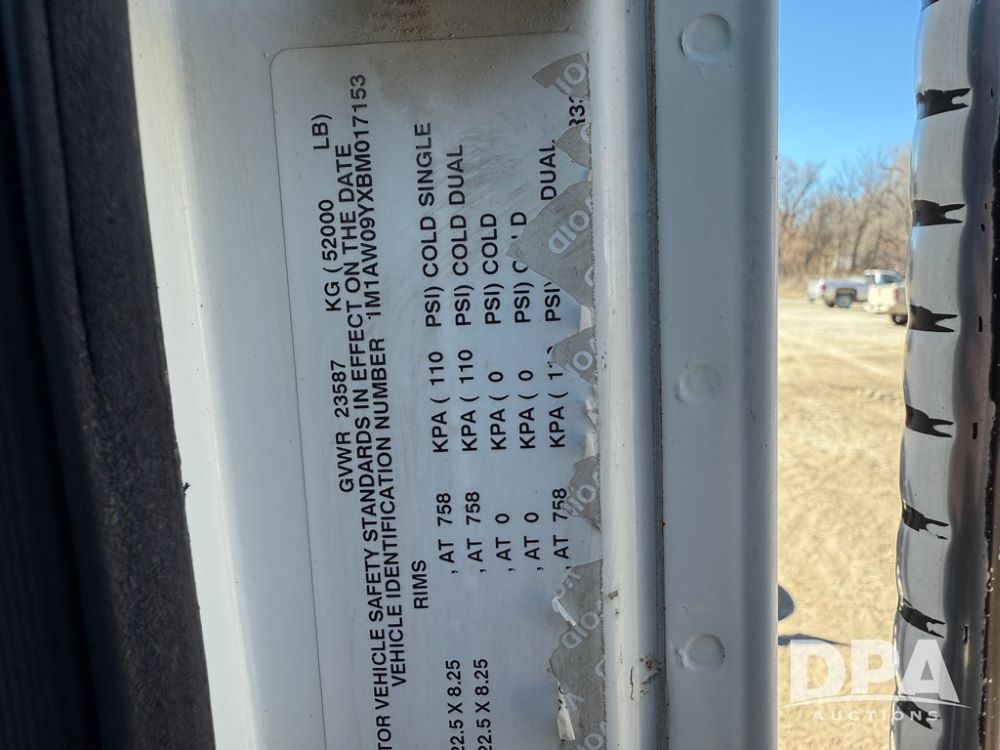 GVWR 23587 KG ( 52000 LB)
TOR VEHICLE SAFETY STANDARDS IN EFFECT ON THE DATE
VEHICLE IDENTIFICATION NUMBER 1M1AW09YXBM017153
RIMS
, AT 758 KPA ( 110 PSI) COLD SINGLE
22.5 X 8.25 , AT 758 KPA ( 110 PSI) COLD DUAL
22.5 X 8.25 , AT 0 KPA ( 0 PSI) COLD
, AT 0 KPA ( 0 PSI)
, AT 758 KPA ( PSI DUAL
VOID
DPA
AUCTIONS